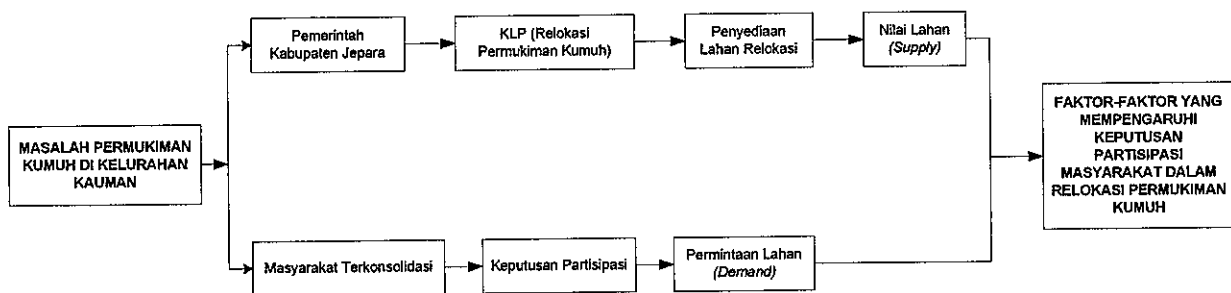 Pemerintah
Kabupaten Jepara
KLP (Relokasi
Permukiman Kumuh)
Penyediaan
Lahan Relokasi
Nilai Lahan
(Supply)
MASALAH PERMUKIMAN
KUMUH DI KELURAHAN
KAUMAN
FAKTOR-FAKTOR YANG
MEMPENGARUHI
KEPUTUSAN
PARTISIPASI
MASYARAKAT DALAM
RELOKASI PERMUKIMAN
KUMUH
Masyarakat Terkonsolidasi
Keputusan Partisipasi
Permintaan Lahan
(Demand)